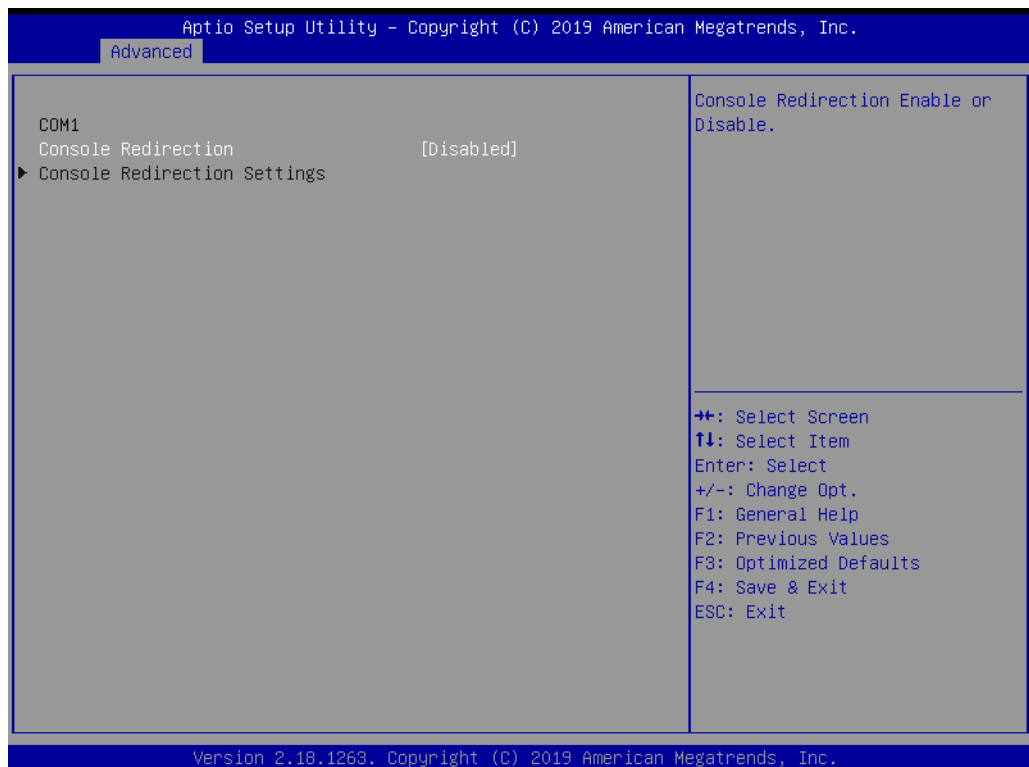 Aptio Setup Utility – Copyright (C) 2019 American Megatrends, Inc.
Advanced
COM1
Console Redirection [Disabled]
▶ Console Redirection Settings
Console Redirection Enable or
Disable.
→←: Select Screen
↑↓: Select Item
Enter: Select
+/-: Change Opt.
F1: General Help
F2: Previous Values
F3: Optimized Defaults
F4: Save & Exit
ESC: Exit
Version 2.18.1263. Copyright (C) 2019 American Megatrends, Inc.